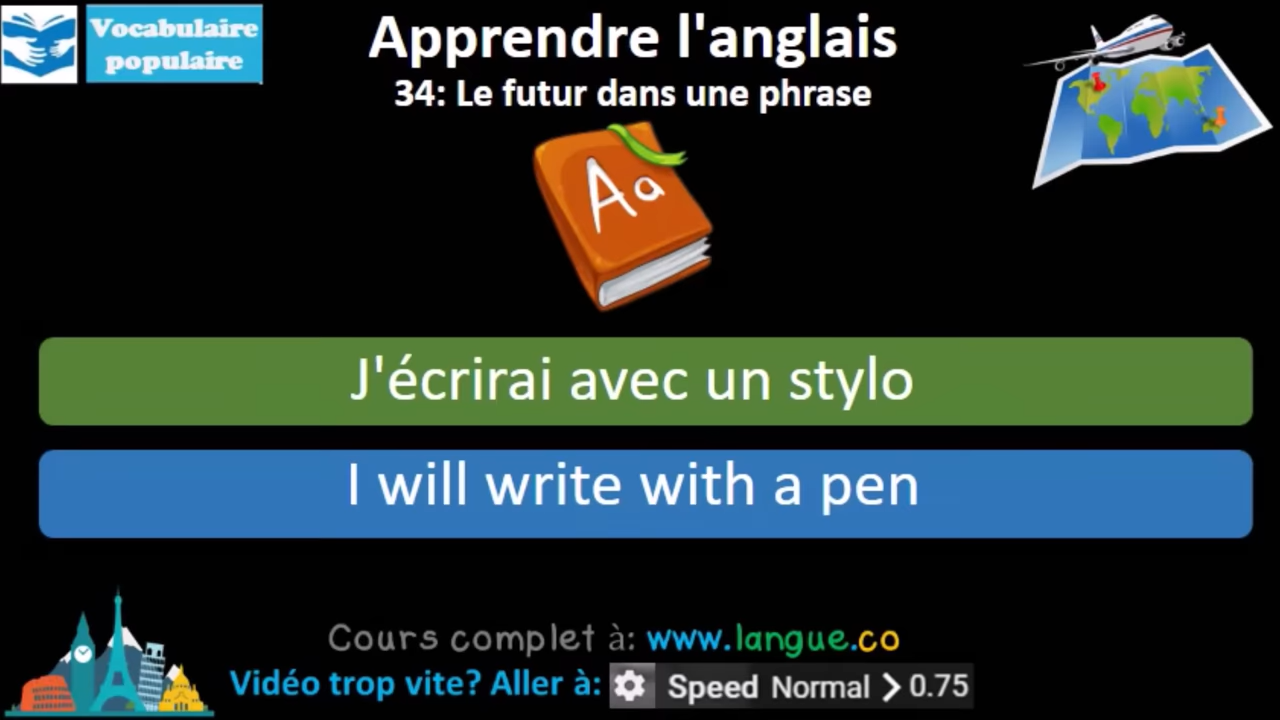 Vocabulaire
populaire
Apprendre l'anglais
34: Le futur dans une phrase
Aa
J'écrirai avec un stylo
I will write with a pen
Cours complet à: www.langue.co
Vidéo trop vite? Aller à: Speed Normal > 0.75